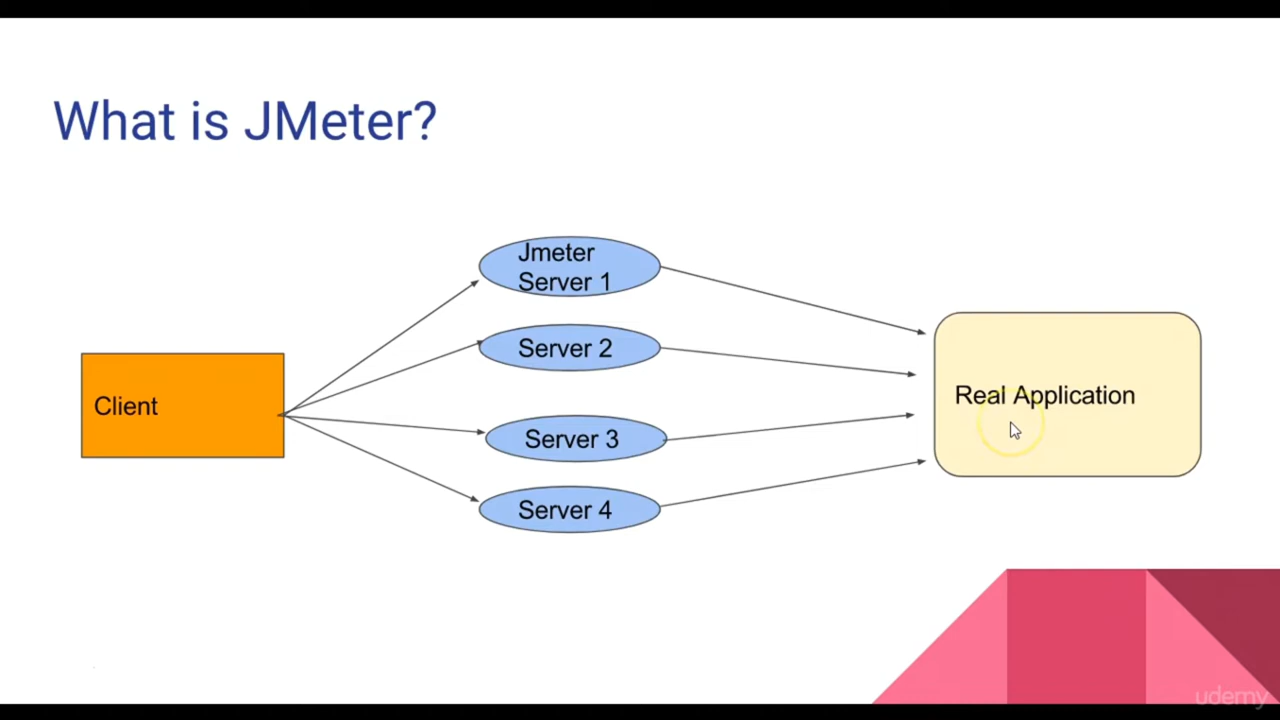 What is JMeter?
Jmeter
Server 1
Server 2
Client
Real Application
Server 3
Server 4
udemy